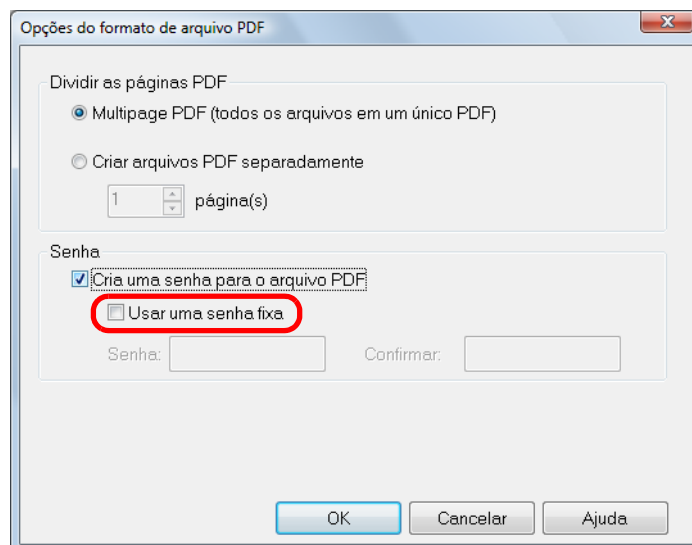 Opções do formato de arquivo PDF
Dividir as páginas PDF
Multipage PDF (todos os arquivos em um único PDF)
Criar arquivos PDF separadamente
1 página(s)
Senha
Cria uma senha para o arquivo PDF
Usar uma senha fixa
Senha: Confirmar:
OK Cancelar Ajuda